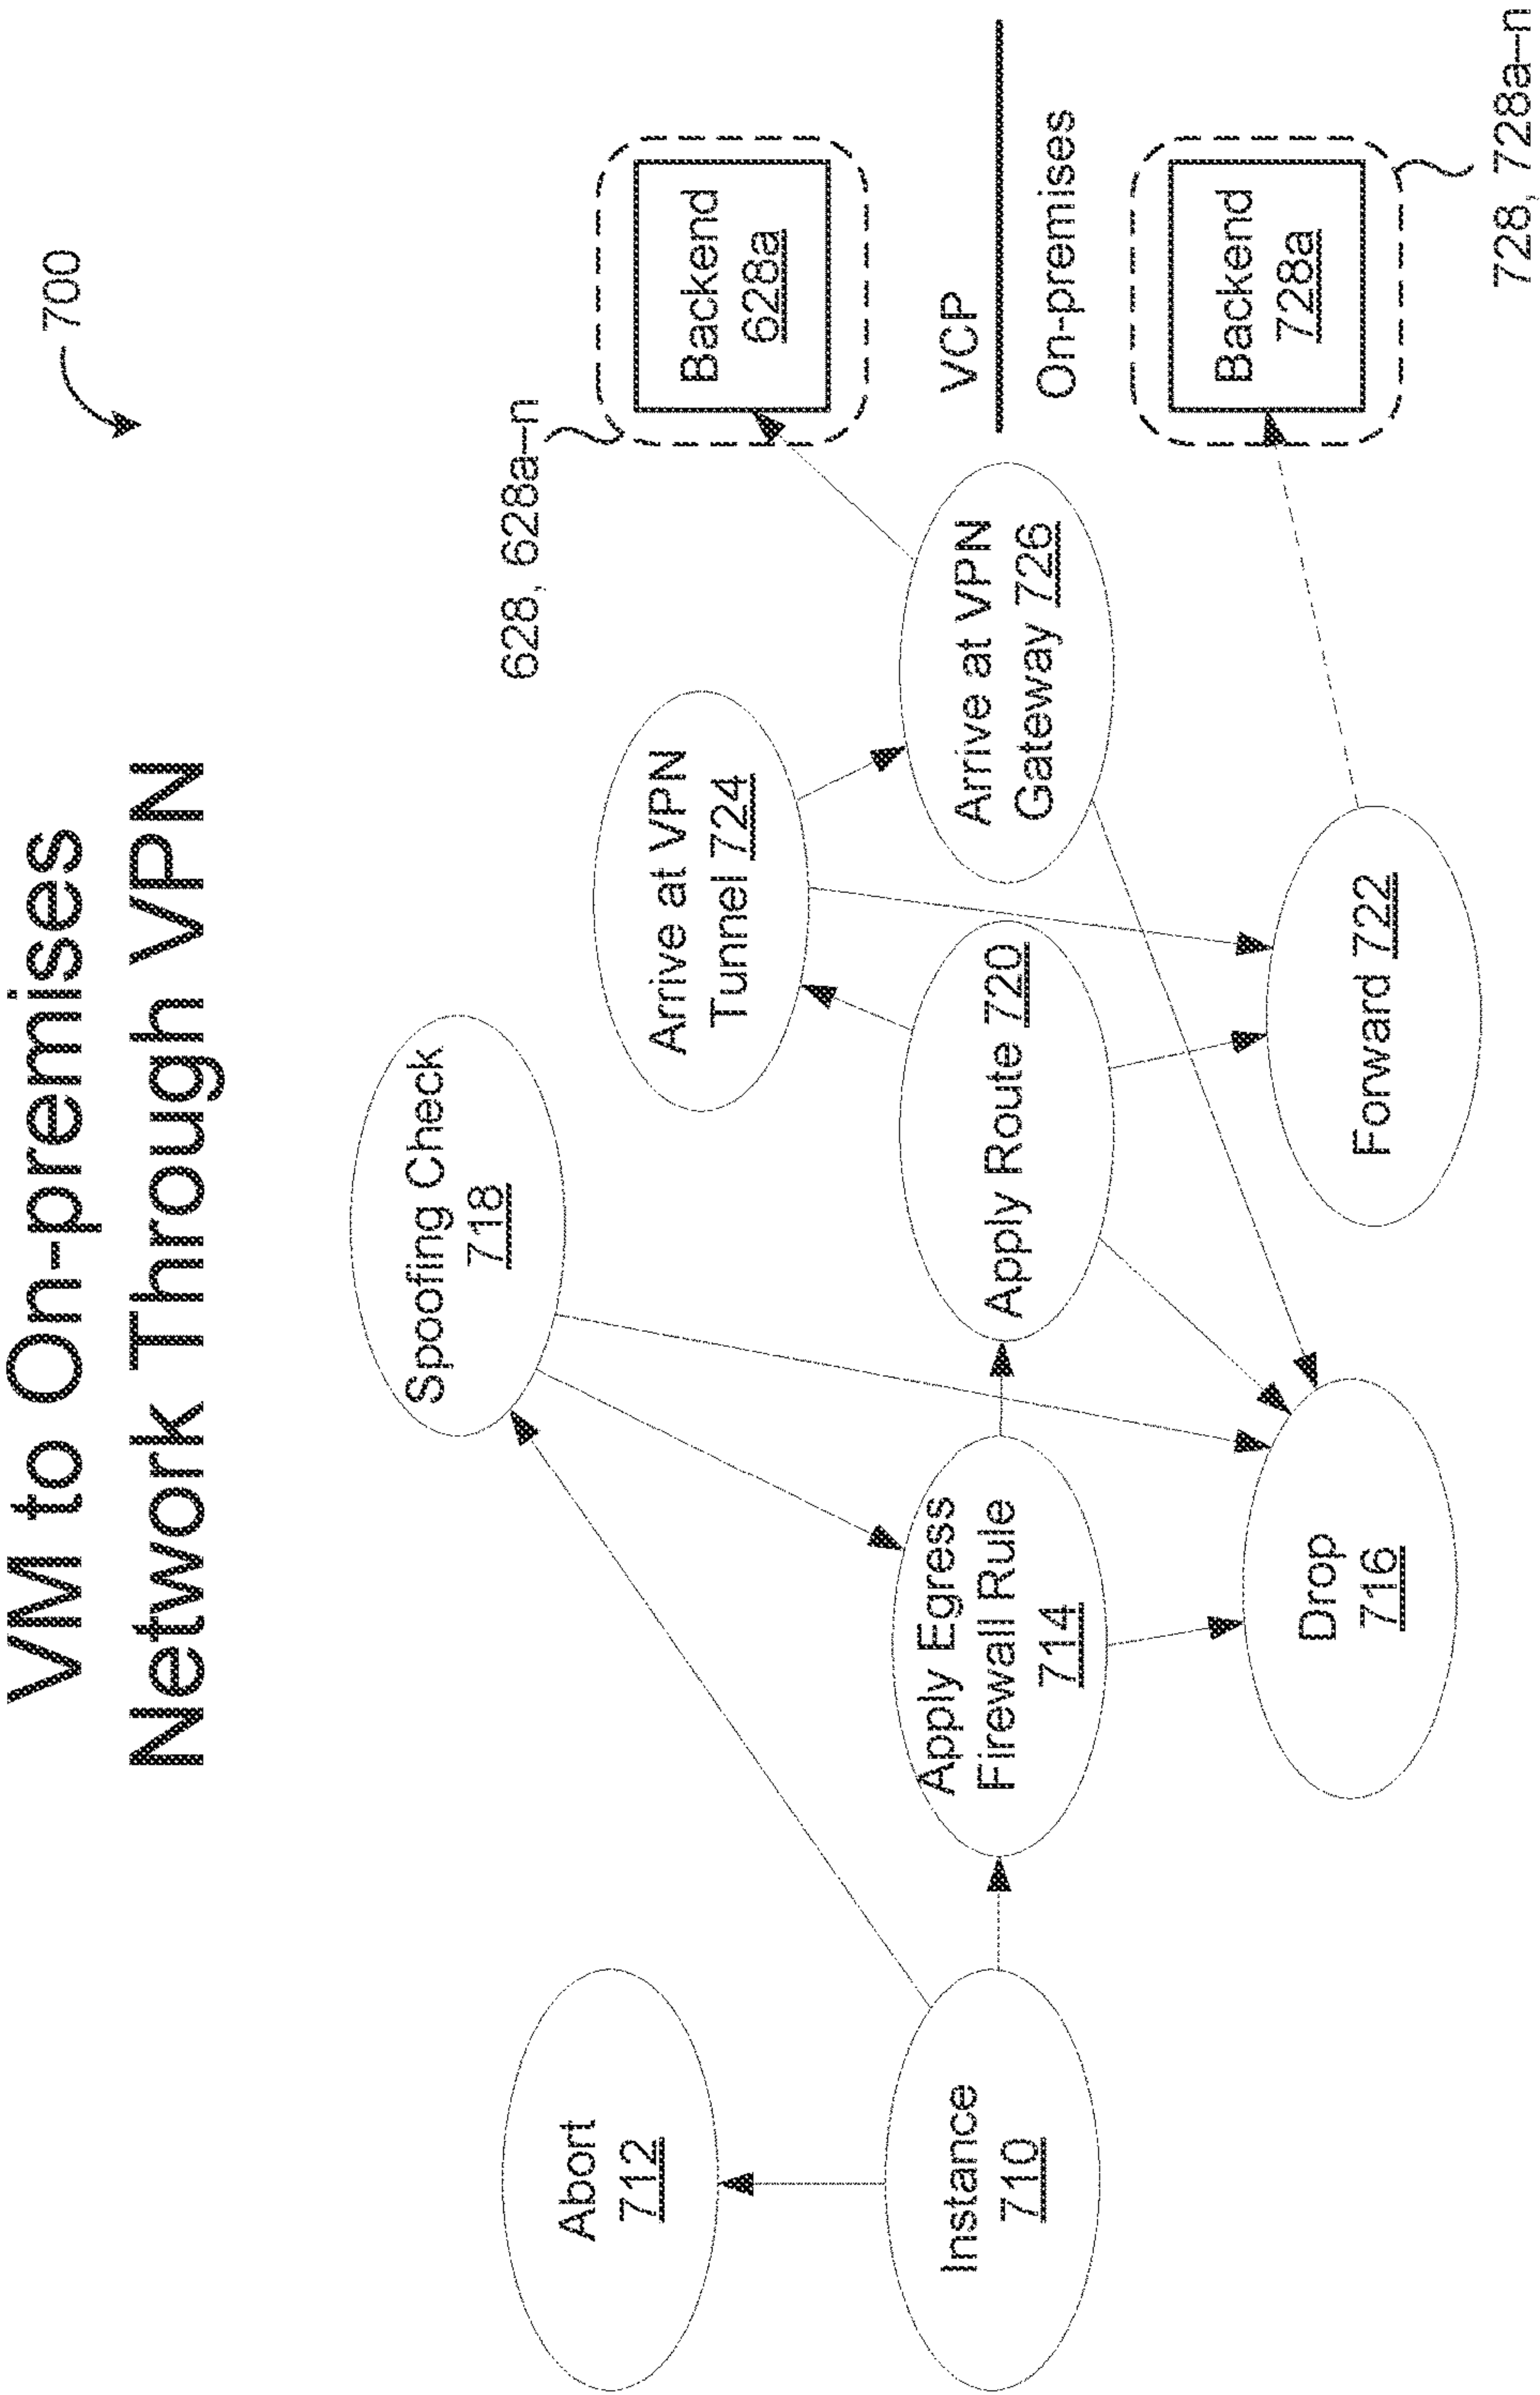 VM to On-premises
Network Through VPN
700
628, 628a–n
Spoofing Check
718
Abort
712
Arrive at VPN
Tunnel 724
Backend
628a
Instance
710
Apply Egress
Firewall Rule
714
Apply Route 720
Arrive at VPN
Gateway 726
VCP
On-premises
Drop
716
Forward 722
Backend
728a
728, 728a–n